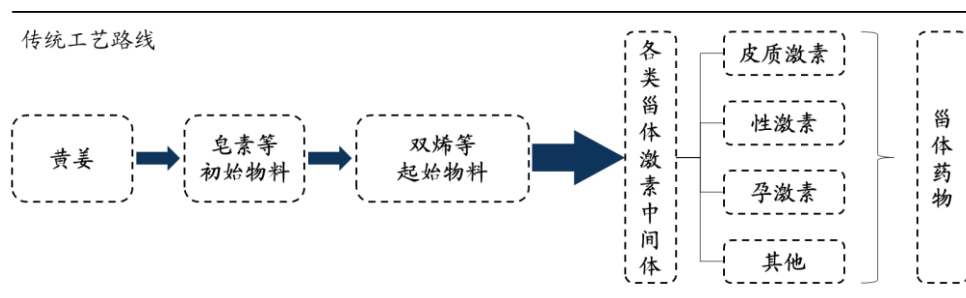 传统工艺路线
黄姜
皂素等
初始物料
双烯等
起始物料
各类甾体激素中间体
皮质激素
性激素
孕激素
其他
甾体药物